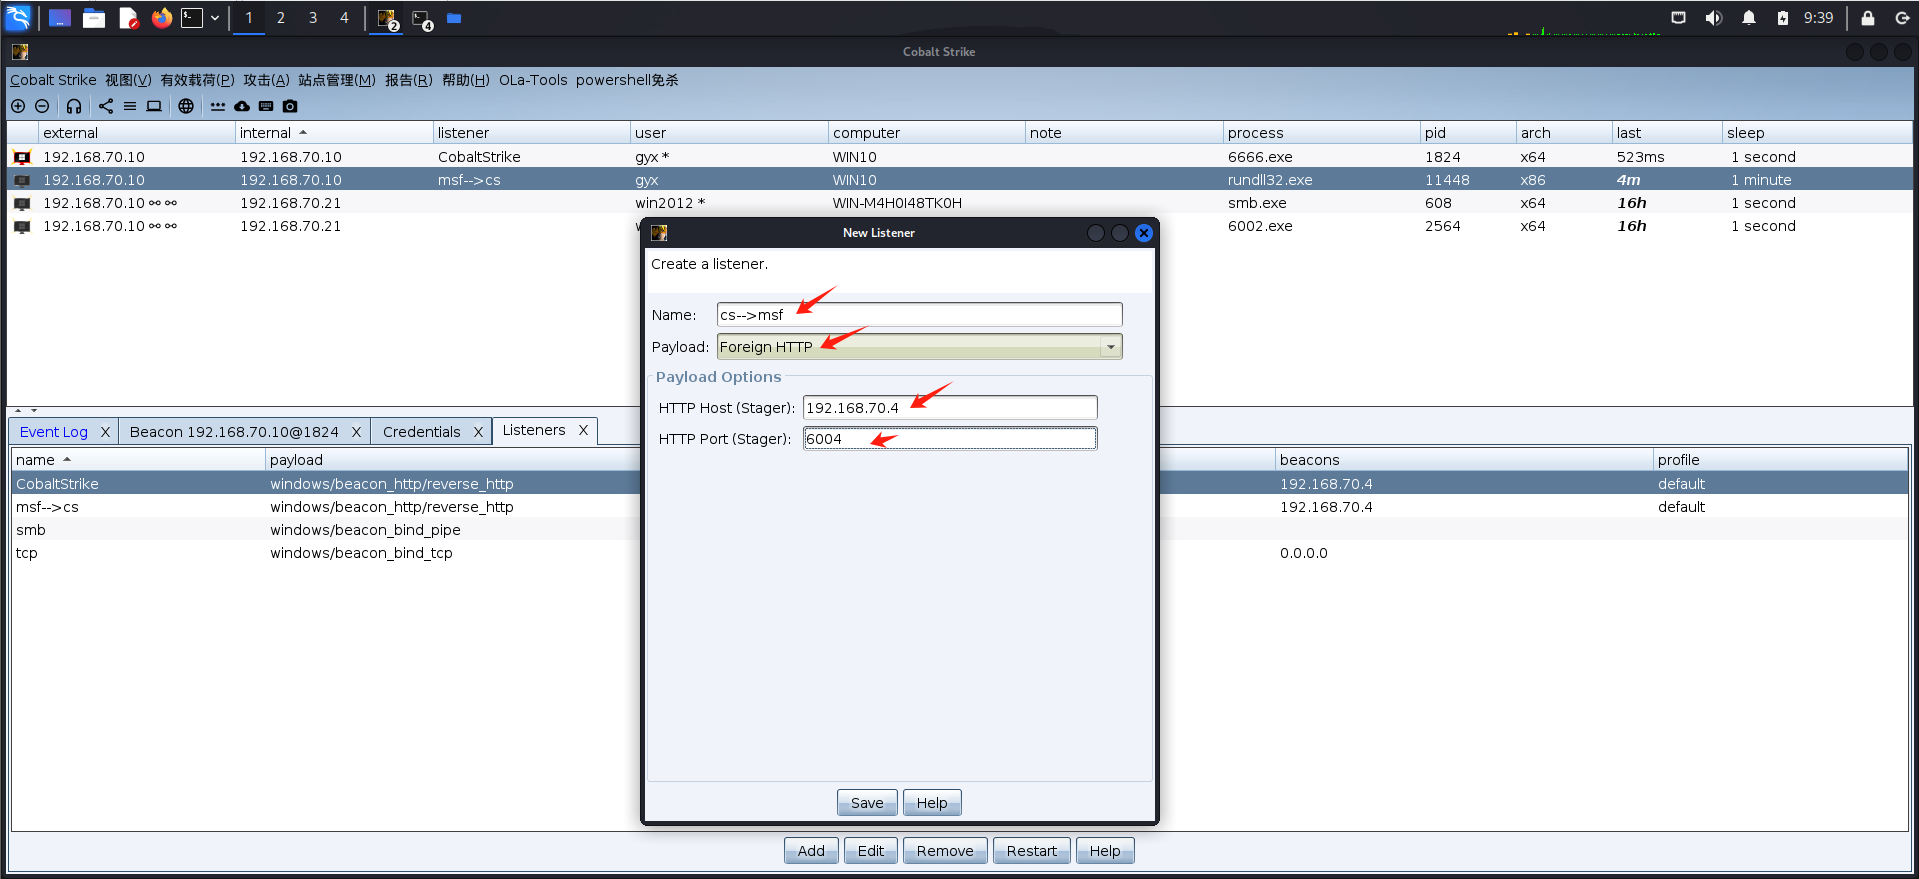 1 2 3 4 2 4 9:39
Cobalt Strike
Cobalt Strike 视图(V) 有效载荷(P) 攻击(A) 站点管理(M) 报告(R) 帮助(H) OLa-Tools powershell免杀
external internal listener user computer note process pid arch last sleep
192.168.70.10 192.168.70.10 CobaltStrike gyx * WIN10 6666.exe 1824 x64 523ms 1 second
192.168.70.10 192.168.70.10 msf-->cs gyx WIN10 rundll32.exe 11448 x86 4m 1 minute
192.168.70.10 192.168.70.21 win2012 * WIN-M4H0I48TK0H smb.exe 608 x64 16h 1 second
192.168.70.10 192.168.70.21 6002.exe 2564 x64 16h 1 second
New Listener
Create a listener.
Name: cs-->msf
Payload: Foreign HTTP
Payload Options
HTTP Host (Stager): 192.168.70.4
HTTP Port (Stager): 6004
Save Help
Event Log X Beacon 192.168.70.10@1824 X Credentials X Listeners X
name payload beacons profile
CobaltStrike windows/beacon_http/reverse_http 192.168.70.4 default
msf-->cs windows/beacon_http/reverse_http 192.168.70.4 default
smb windows/beacon_bind_pipe
tcp windows/beacon_bind_tcp 0.0.0.0
Add Edit Remove Restart Help